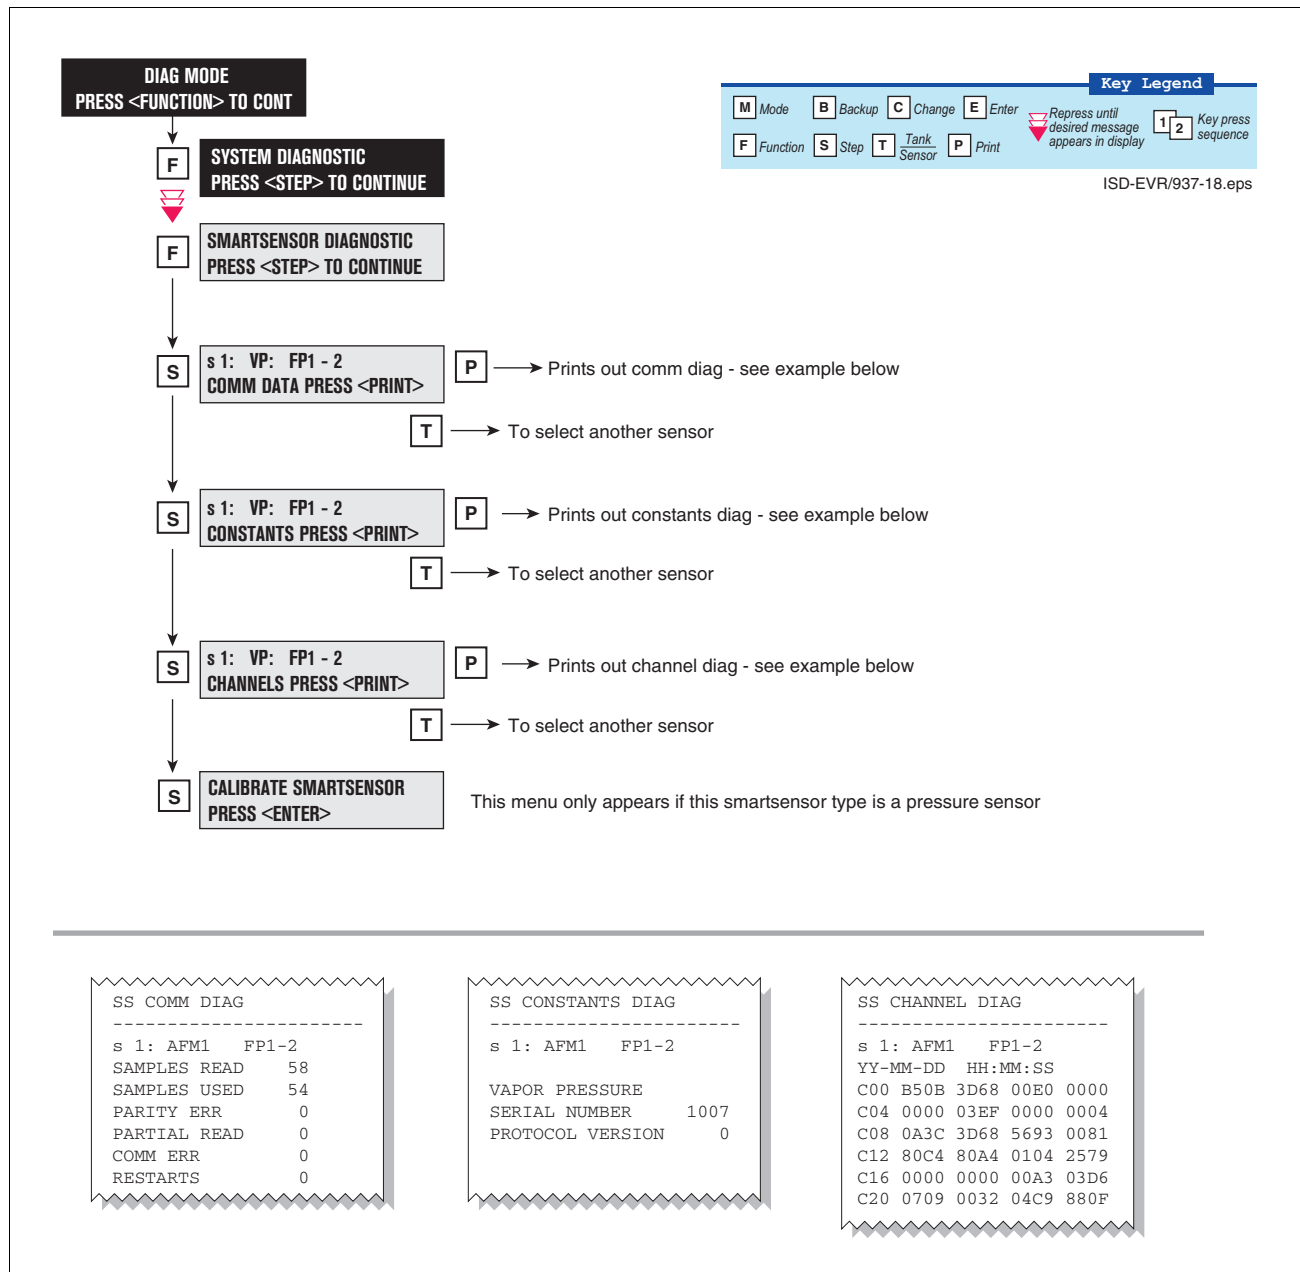 DIAG MODE
PRESS <FUNCTION> TO CONT
Key Legend
M Mode B Backup C Change E Enter
F Function S Step T Tank Sensor P Print
Repress until
desired message
appears in display
1 2 Key press
sequence
ISD-EVR/937-18.eps
F
SYSTEM DIAGNOSTIC
PRESS <STEP> TO CONTINUE
F
SMARTSENSOR DIAGNOSTIC
PRESS <STEP> TO CONTINUE
S
s 1: VP: FP1 - 2
COMM DATA PRESS <PRINT>
P Prints out comm diag - see example below
T To select another sensor
S
s 1: VP: FP1 - 2
CONSTANTS PRESS <PRINT>
P Prints out constants diag - see example below
T To select another sensor
S
s 1: VP: FP1 - 2
CHANNELS PRESS <PRINT>
P Prints out channel diag - see example below
T To select another sensor
S
CALIBRATE SMARTSENSOR
PRESS <ENTER>
This menu only appears if this smartsensor type is a pressure sensor
SS COMM DIAG
-----------------------
s 1: AFM1 FP1-2
SAMPLES READ 58
SAMPLES USED 54
PARITY ERR 0
PARTIAL READ 0
COMM ERR 0
RESTARTS 0
SS CONSTANTS DIAG
-----------------------
s 1: AFM1 FP1-2
VAPOR PRESSURE
SERIAL NUMBER 1007
PROTOCOL VERSION 0
SS CHANNEL DIAG
-----------------------
s 1: AFM1 FP1-2
YY-MM-DD HH:MM:SS
C00 B50B 3D68 00E0 0000
C04 0000 03EF 0000 0004
C08 0A3C 3D68 5693 0081
C12 80C4 80A4 0104 2579
C16 0000 0000 00A3 03D6
C20 0709 0032 04C9 880F